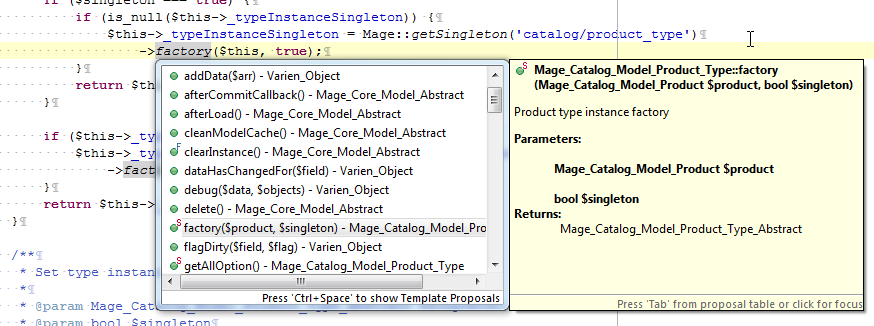 if ($singleton === true) {
if (is_null($this->_typeInstanceSingleton)) {¶
$this->_typeInstanceSingleton = Mage::getSingleton('catalog/product_type')¶
->factory($this, true);¶
}¶
return $this->
}¶
if ($this->_ty
$this->_ty
->fact
}¶
return $this->
}¶
/**¶
* Set type instan
*¶
* @param Mage_C
* @param bool $singleton¶
addData($arr) - Varien_Object
afterCommitCallback() - Mage_Core_Model_Abstract
afterLoad() - Mage_Core_Model_Abstract
cleanModelCache() - Mage_Core_Model_Abstract
clearInstance() - Mage_Core_Model_Abstract
dataHasChangedFor($field) - Varien_Object
debug($data, $objects) - Varien_Object
delete() - Mage_Core_Model_Abstract
factory($product, $singleton) - Mage_Catalog_Model_Pro
flagDirty($field, $flag) - Varien_Object
getAllOption() - Mage_Catalog_Model_Product_Type
Press 'Ctrl+Space' to show Template Proposals
Mage_Catalog_Model_Product_Type::factory
(Mage_Catalog_Model_Product $product, bool $singleton)
Product type instance factory
Parameters:
Mage_Catalog_Model_Product $product
bool $singleton
Returns:
Mage_Catalog_Model_Product_Type_Abstract
Press 'Tab' from proposal table or click for focus